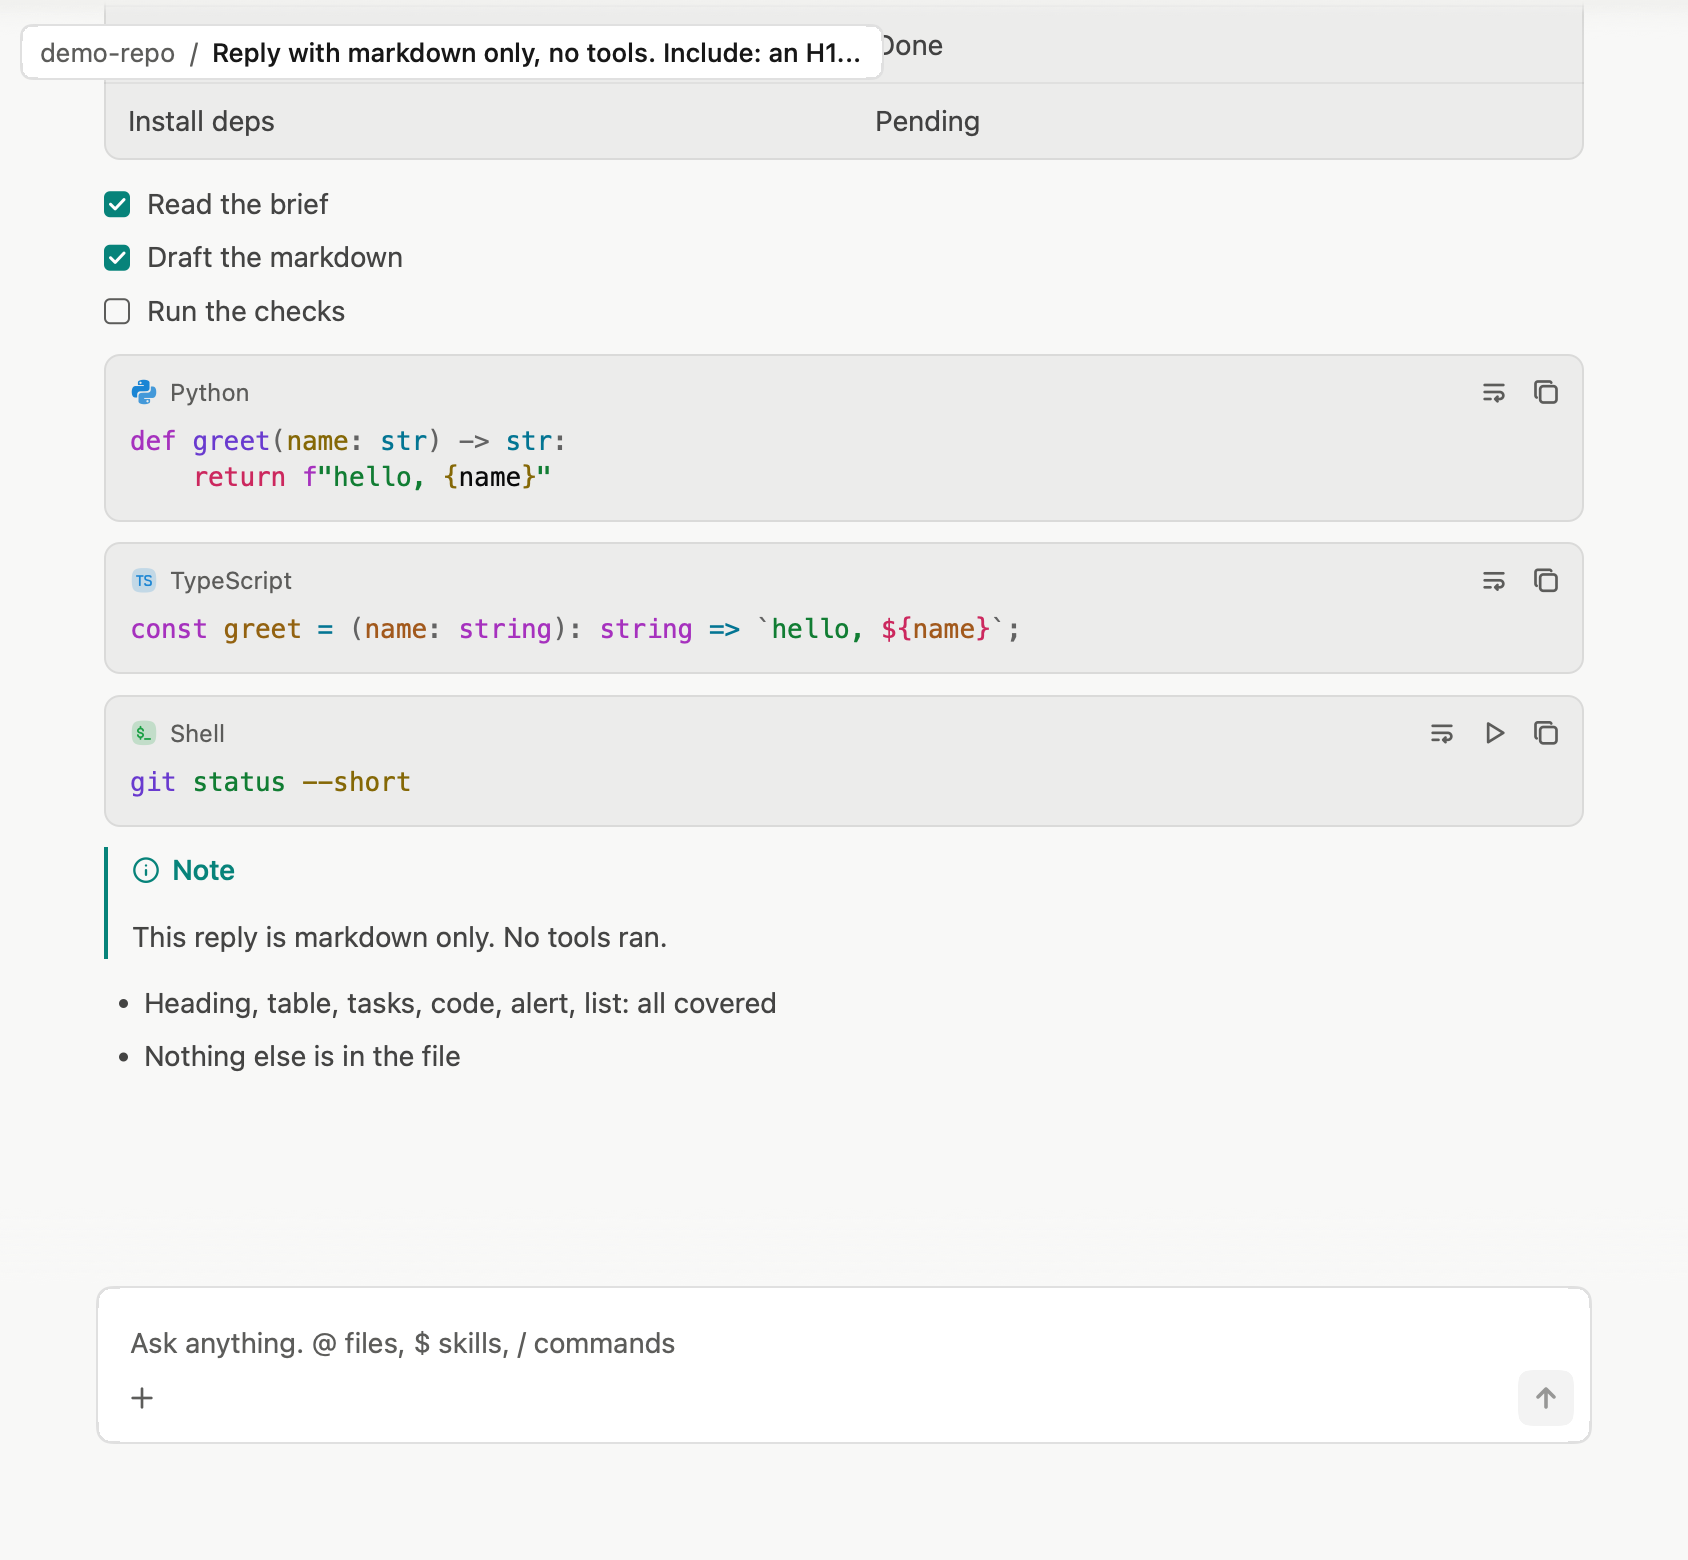 demo-repo / Reply with markdown only, no tools. Include: an H1...
Done
Install deps Pending
Read the brief
Draft the markdown
Run the checks
Python
def greet(name: str) -> str:
    return f"hello, {name}"
TS TypeScript
const greet = (name: string): string => `hello, ${name}`;
$_ Shell
git status --short
Note
This reply is markdown only. No tools ran.
• Heading, table, tasks, code, alert, list: all covered
• Nothing else is in the file
Ask anything. @ files, $ skills, / commands